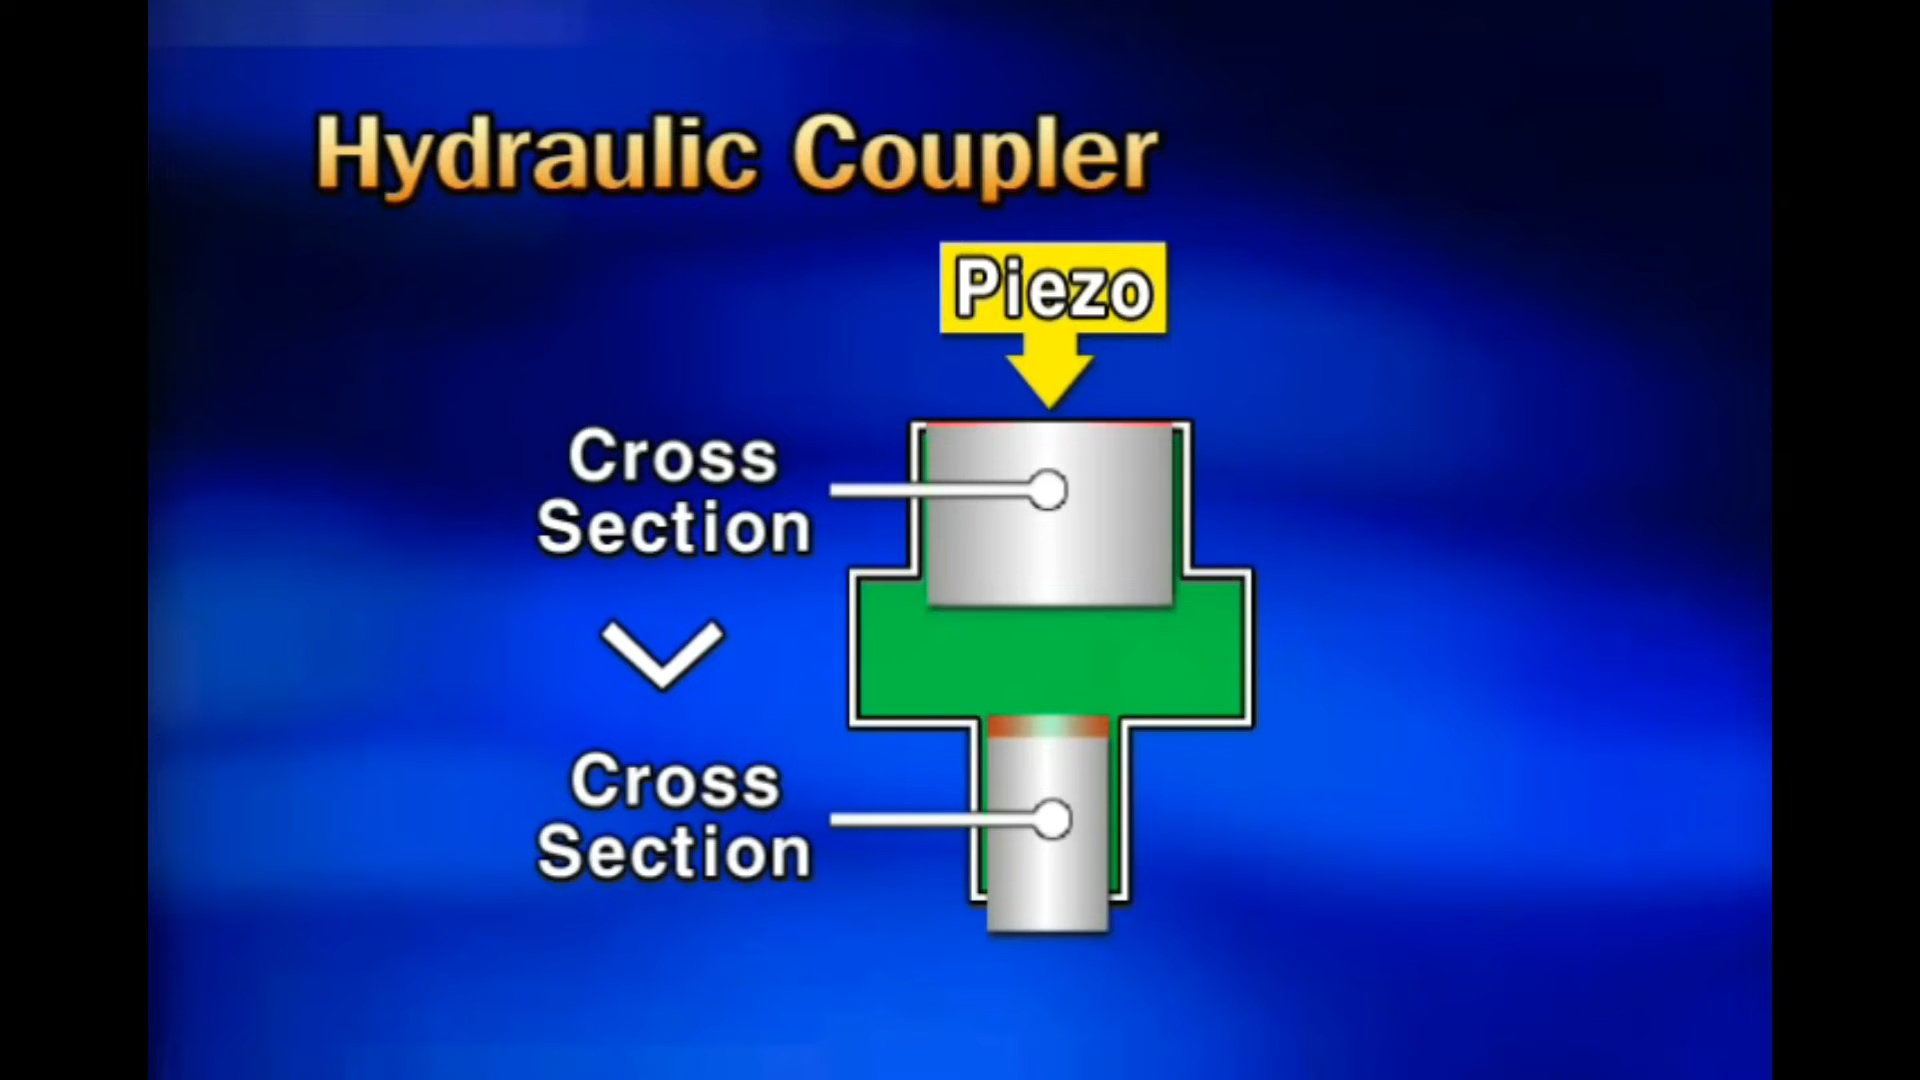 Hydraulic Coupler
Piezo
Cross
Section
Cross
Section